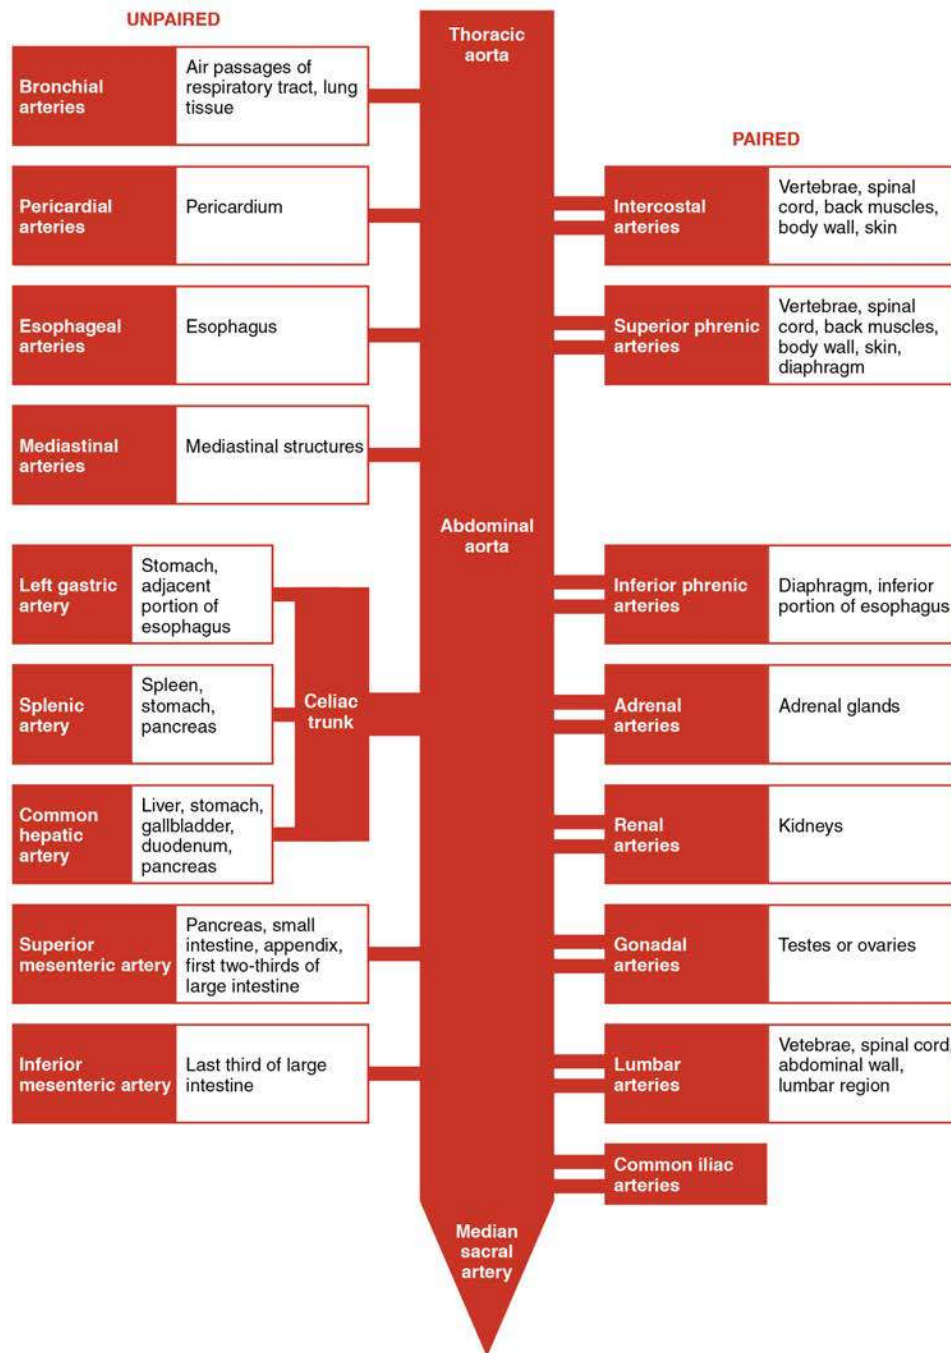 UNPAIRED
Thoracic
aorta
Bronchial
arteries
Air passages of
respiratory tract, lung
tissue
PAIRED
Pericardial
arteries
Pericardium
Intercostal
arteries
Vertebrae, spinal
cord, back muscles,
body wall, skin
Esophageal
arteries
Esophagus
Superior phrenic
arteries
Vertebrae, spinal
cord, back muscles,
body wall, skin,
diaphragm
Mediastinal
arteries
Mediastinal structures
Abdominal
aorta
Left gastric
artery
Stomach,
adjacent
portion of
esophagus
Inferior phrenic
arteries
Diaphragm, inferior
portion of esophagus
Splenic
artery
Spleen,
stomach,
pancreas
Celiac
trunk
Adrenal
arteries
Adrenal glands
Common
hepatic
artery
Liver, stomach,
gallbladder,
duodenum,
pancreas
Renal
arteries
Kidneys
Superior
mesenteric artery
Pancreas, small
intestine, appendix,
first two-thirds of
large intestine
Gonadal
arteries
Testes or ovaries
Inferior
mesenteric artery
Last third of large
intestine
Lumbar
arteries
Vetebrae, spinal cord,
abdominal wall,
lumbar region
Common iliac
arteries
Median
sacral
artery